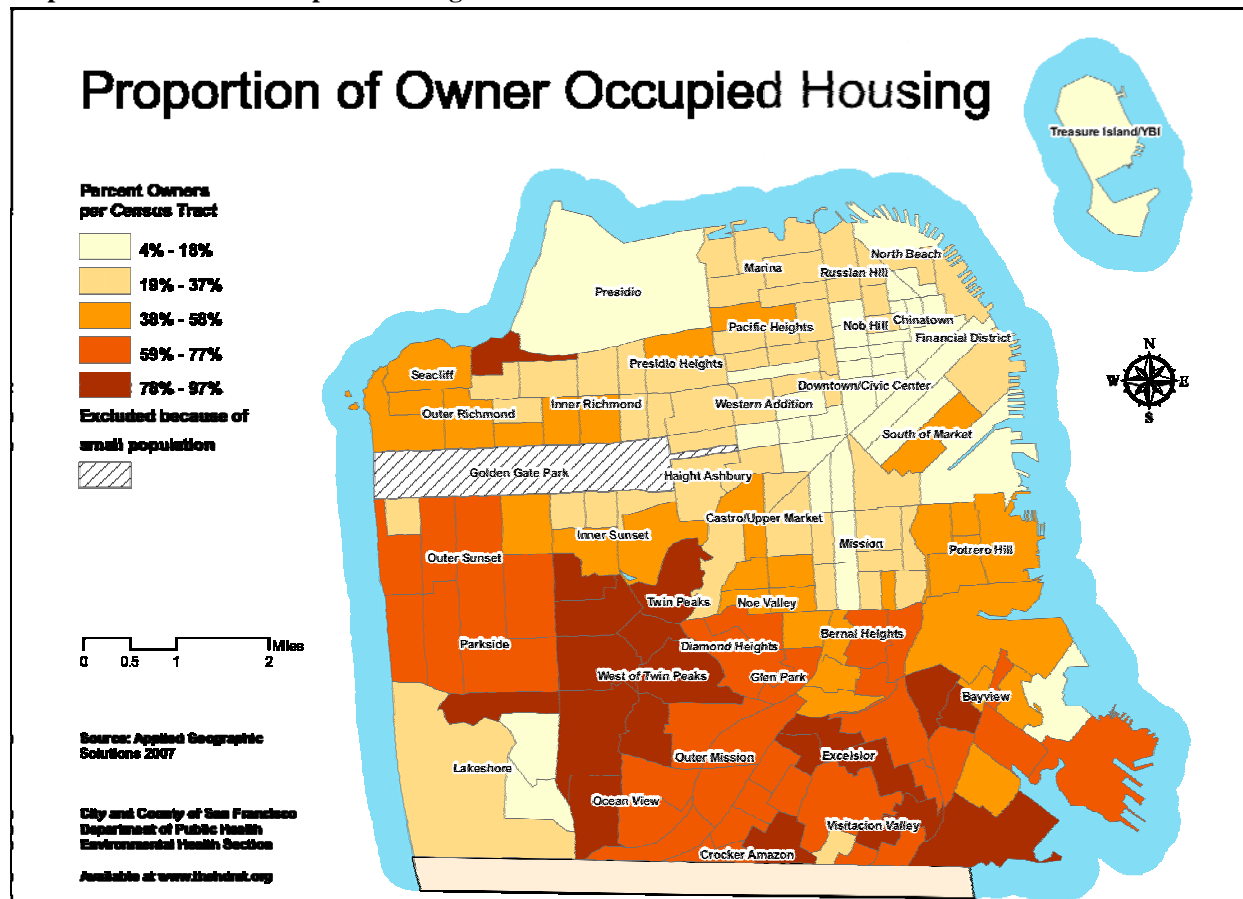 Proportion of Owner Occupied Housing
Treasure Island/YBI
Percent Owners
per Census Tract
4% - 18%
19% - 37%
38% - 58%
59% - 77%
78% - 97%
Excluded because of
small population
North Beach
Marina
Russian Hill
Presidio
Chinatown
Pacific Heights
Nob Hill
Financial District
Presidio Heights
Seacliff
Downtown/Civic Center
Inner Richmond
Western Addition
Outer Richmond
South of Market
Golden Gate Park
Haight Ashbury
Castro/Upper Market
Inner Sunset
Mission
Potrero Hill
Outer Sunset
Twin Peaks
Noe Valley
Bernal Heights
Parkside
Diamond Heights
West of Twin Peaks
Glen Park
Bayview
Outer Mission
Excelsior
Lakeshore
Ocean View
Visitacion Valley
Crocker Amazon
N
W
E
S
Miles
0 0.5 1 2
Source: Applied Geographic
Solutions 2007
City and County of San Francisco
Department of Public Health
Environmental Health Section
Available at www.thehdmt.org